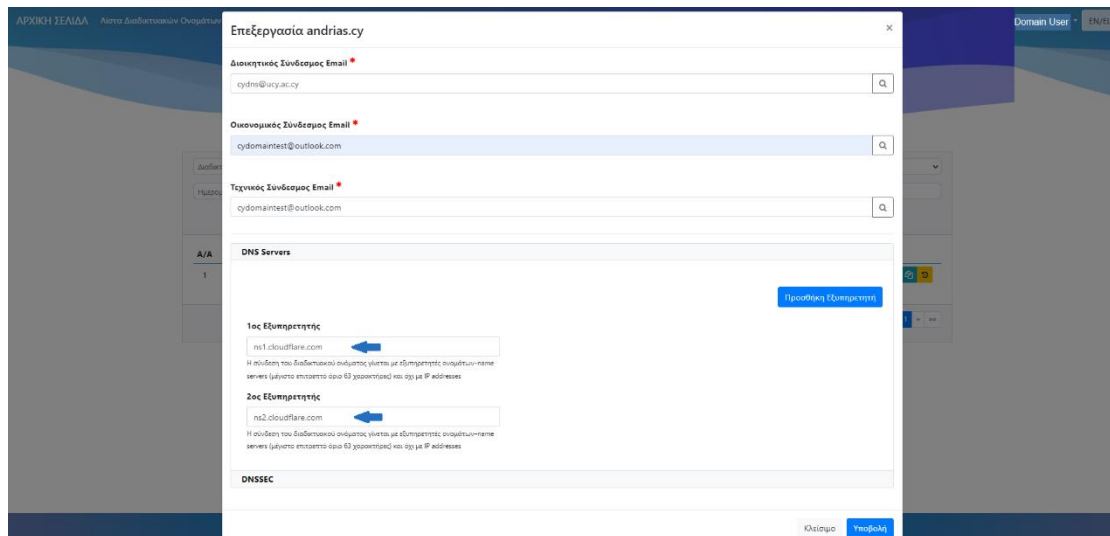 ΑΡΧΙΚΗ ΣΕΛΙΔΑ Λίστα Διαδικτυακών Ονομάτων
Domain User EN/EL
Επεξεργασία andrias.cy ×
Διοικητικός Σύνδεσμος Email *
cydns@ucy.ac.cy
Οικονομικός Σύνδεσμος Email *
cydomaintest@outlook.com
Τεχνικός Σύνδεσμος Email *
cydomaintest@outlook.com
A/A
1
DNS Servers
Προσθήκη Εξυπηρετητή
1ος Εξυπηρετητής
ns1.cloudflare.com
Η σύνδεση του διαδικτυακού ονόματος γίνεται με εξυπηρετητές ονομάτων-name
servers (μέγιστο επιτρεπτό όριο 63 χαρακτήρες) και όχι με IP addresses
2ος Εξυπηρετητής
ns2.cloudflare.com
Η σύνδεση του διαδικτυακού ονόματος γίνεται με εξυπηρετητές ονομάτων-name
servers (μέγιστο επιτρεπτό όριο 63 χαρακτήρες) και όχι με IP addresses
DNSSEC
Κλείσιμο Υποβολή